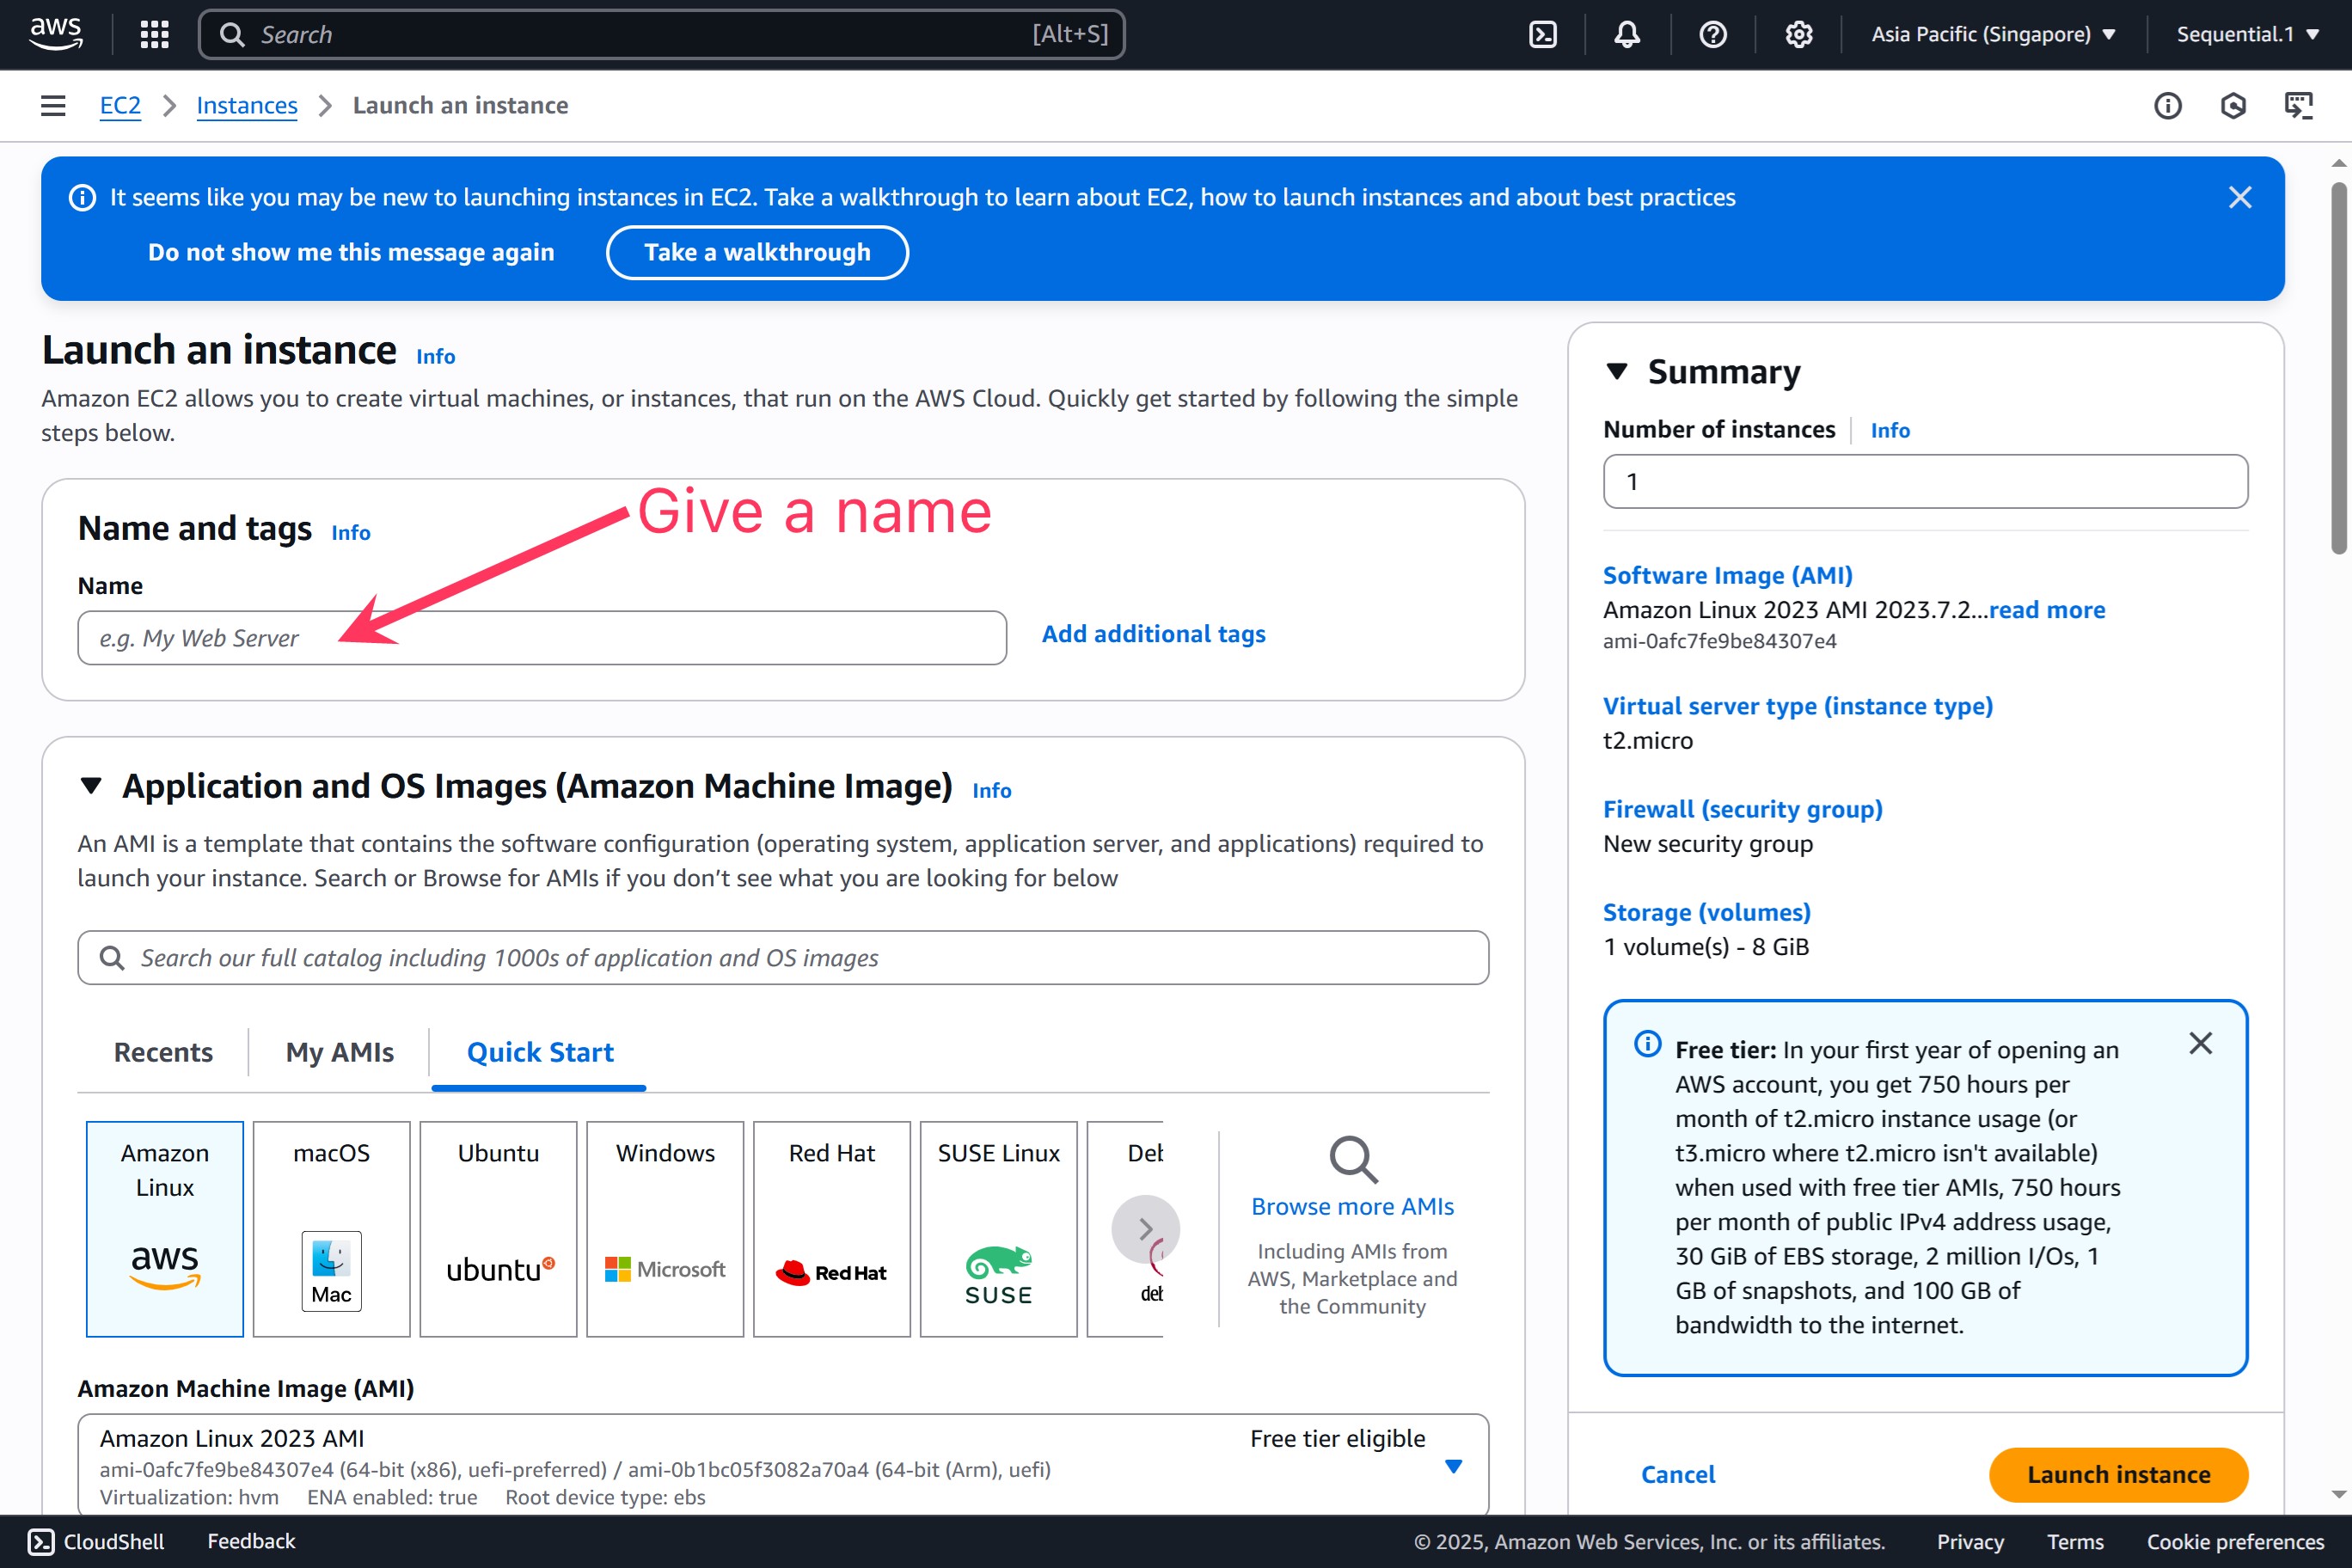 aws
Search
[Alt+S]
Asia Pacific (Singapore)
Sequential.1
EC2
Instances
Launch an instance
It seems like you may be new to launching instances in EC2. Take a walkthrough to learn about EC2, how to launch instances and about best practices
Do not show me this message again
Take a walkthrough
Launch an instance Info
Amazon EC2 allows you to create virtual machines, or instances, that run on the AWS Cloud. Quickly get started by following the simple
steps below.
Give a name
Name and tags Info
Name
e.g. My Web Server
Add additional tags
Application and OS Images (Amazon Machine Image) Info
An AMI is a template that contains the software configuration (operating system, application server, and applications) required to
launch your instance. Search or Browse for AMIs if you don’t see what you are looking for below
Search our full catalog including 1000s of application and OS images
Recents
My AMIs
Quick Start
Amazon
Linux
aws
macOS
Mac
Ubuntu
ubuntu
Windows
Microsoft
Red Hat
Red Hat
SUSE Linux
SUSE
Deb
deb
Browse more AMIs
Including AMIs from
AWS, Marketplace and
the Community
Amazon Machine Image (AMI)
Amazon Linux 2023 AMI
Free tier eligible
ami-0afc7fe9be84307e4 (64-bit (x86), uefi-preferred) / ami-0b1bc05f3082a70a4 (64-bit (Arm), uefi)
Virtualization: hvm ENA enabled: true Root device type: ebs
Summary
Number of instances Info
1
Software Image (AMI)
Amazon Linux 2023 AMI 2023.7.2...read more
ami-0afc7fe9be84307e4
Virtual server type (instance type)
t2.micro
Firewall (security group)
New security group
Storage (volumes)
1 volume(s) - 8 GiB
Free tier: In your first year of opening an
AWS account, you get 750 hours per
month of t2.micro instance usage (or
t3.micro where t2.micro isn't available)
when used with free tier AMIs, 750 hours
per month of public IPv4 address usage,
30 GiB of EBS storage, 2 million I/Os, 1
GB of snapshots, and 100 GB of
bandwidth to the internet.
Cancel
Launch instance
CloudShell
Feedback
© 2025, Amazon Web Services, Inc. or its affiliates.
Privacy
Terms
Cookie preferences